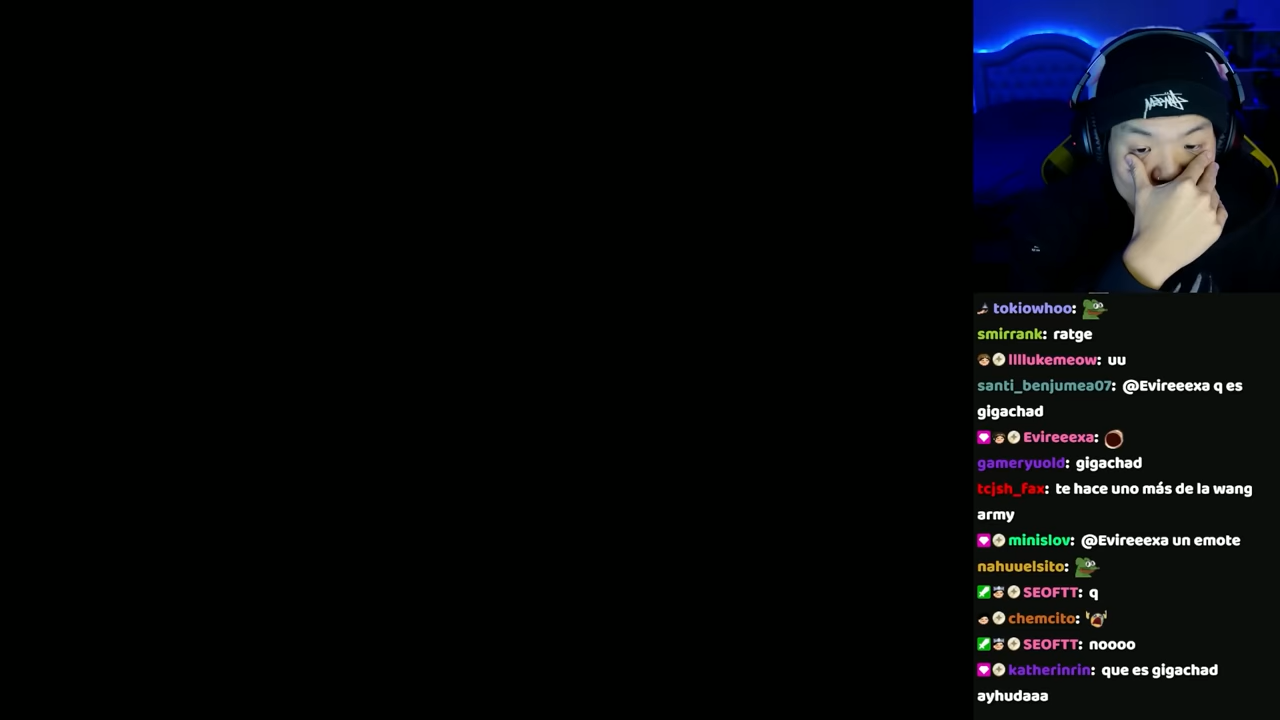 tokiowhoo:
smirrank: ratge
llllukemeow: uu
santi_benjumea07: @Evireeexa q es
gigachad
Evireeexa:
gameryuold: gigachad
tcjsh_fax: te hace uno más de la wang
army
minislov: @Evireeexa un emote
nahuuelsito:
SEOFTT: q
chemcito:
SEOFTT: noooo
katherinrin: que es gigachad
ayhudaaa